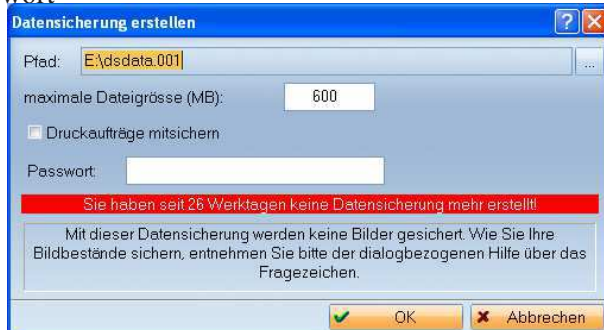 Datensicherung erstellen
Pfad: E:\dsdata.001 ...
maximale Dateigrösse (MB): 600
Druckaufträge mitsichern
Passwort:
Sie haben seit 26 Werktagen keine Datensicherung mehr erstellt!
Mit dieser Datensicherung werden keine Bilder gesichert. Wie Sie Ihre
Bildbestände sichern, entnehmen Sie bitte der dialogbezogenen Hilfe über das
Fragezeichen.
OK Abbrechen